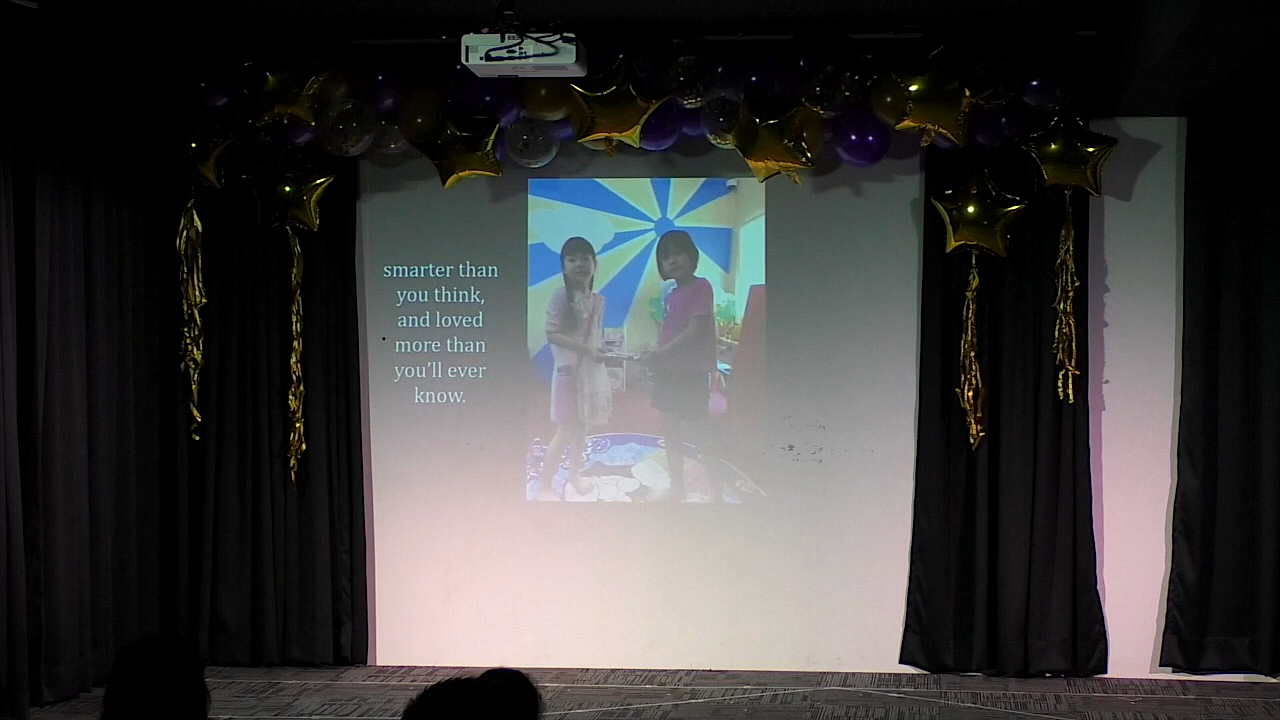 smarter than
you think,
and loved
more than
you'll ever
know.